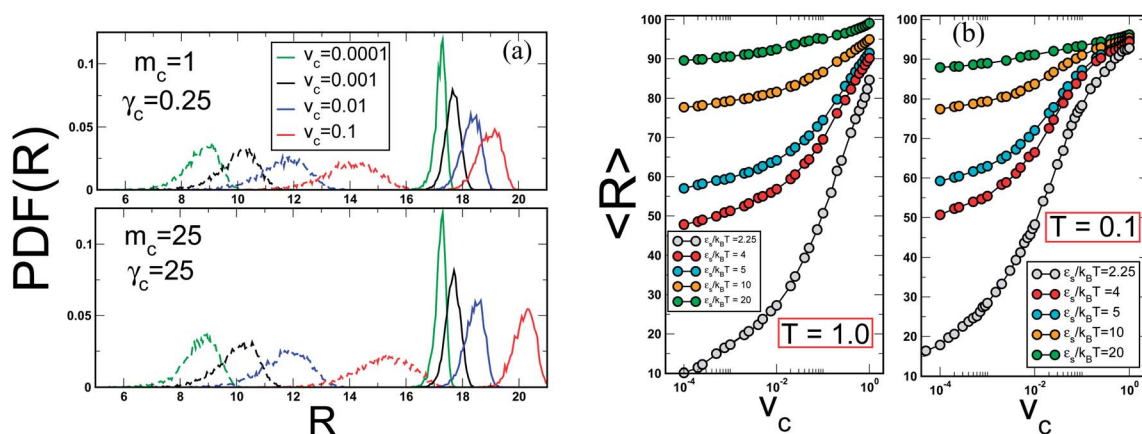 (a)
m_c=1
γ_c=0.25
v_c=0.0001
v_c=0.001
v_c=0.01
v_c=0.1
0.1
0.05
0
6 8 10 12 14 16 18 20
m_c=25
γ_c=25
0.1
0.05
0
6 8 10 12 14 16 18 20
PDF(R)
R
(b)
<R>
100
90
80
70
60
50
40
30
20
10
ε_s/k_BT =2.25
ε_s/k_BT = 4
ε_s/k_BT = 5
ε_s/k_BT = 10
ε_s/k_BT = 20
T = 1.0
10^-4 10^-2 10^0
v_c
100
90
80
70
60
50
40
30
20
10
T = 0.1
ε_s/k_BT=2.25
ε_s/k_BT =4
ε_s/k_BT= 5
ε_s/k_BT=10
ε_s/k_BT=20
10^-4 10^-2 10^0
v_c